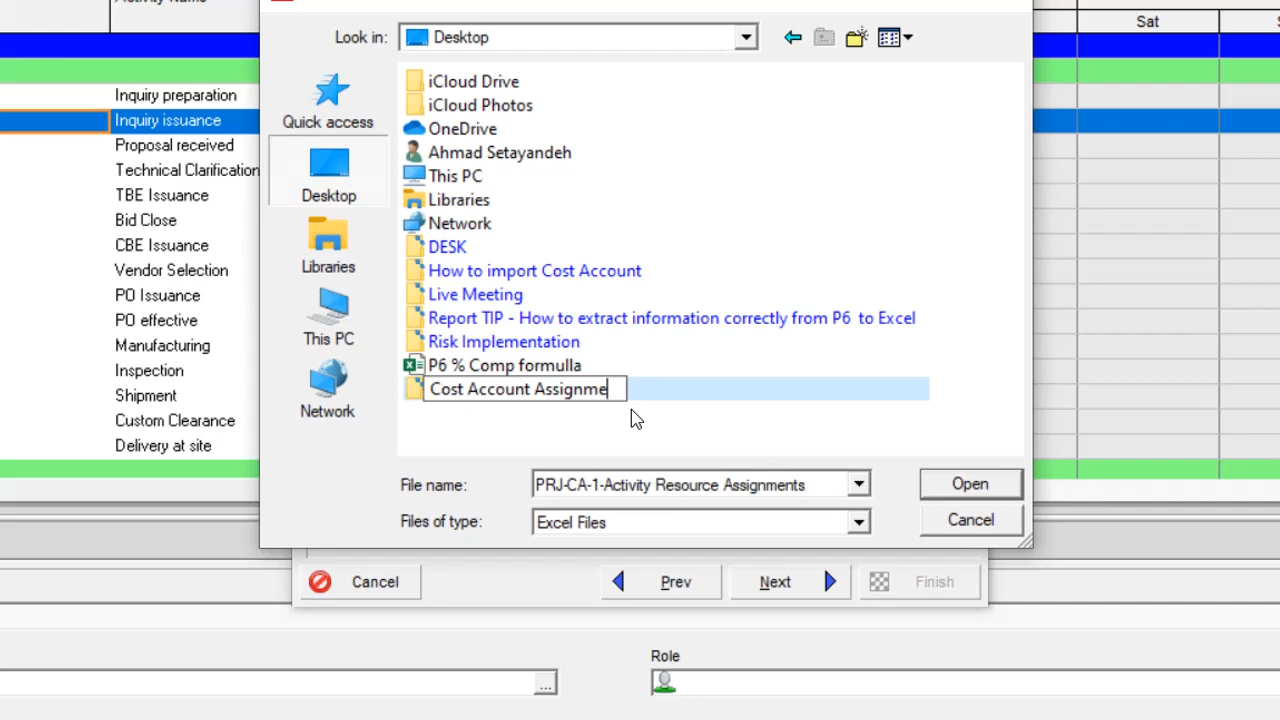 Activity Name
Sat
Look in:
Desktop
Quick access
Desktop
Libraries
This PC
Network
iCloud Drive
iCloud Photos
OneDrive
Ahmad Setayandeh
This PC
Libraries
Network
DESK
How to import Cost Account
Live Meeting
Report TIP - How to extract information correctly from P6 to Excel
Risk Implementation
P6 % Comp formulla
Cost Account Assignme
File name:
PRJ-CA-1-Activity Resource Assignments
Open
Files of type:
Excel Files
Cancel
Inquiry preparation
Inquiry issuance
Proposal received
Technical Clarification
TBE Issuance
Bid Close
CBE Issuance
Vendor Selection
PO Issuance
PO effective
Manufacturing
Inspection
Shipment
Custom Clearance
Delivery at site
Cancel
Prev
Next
Finish
...
Role